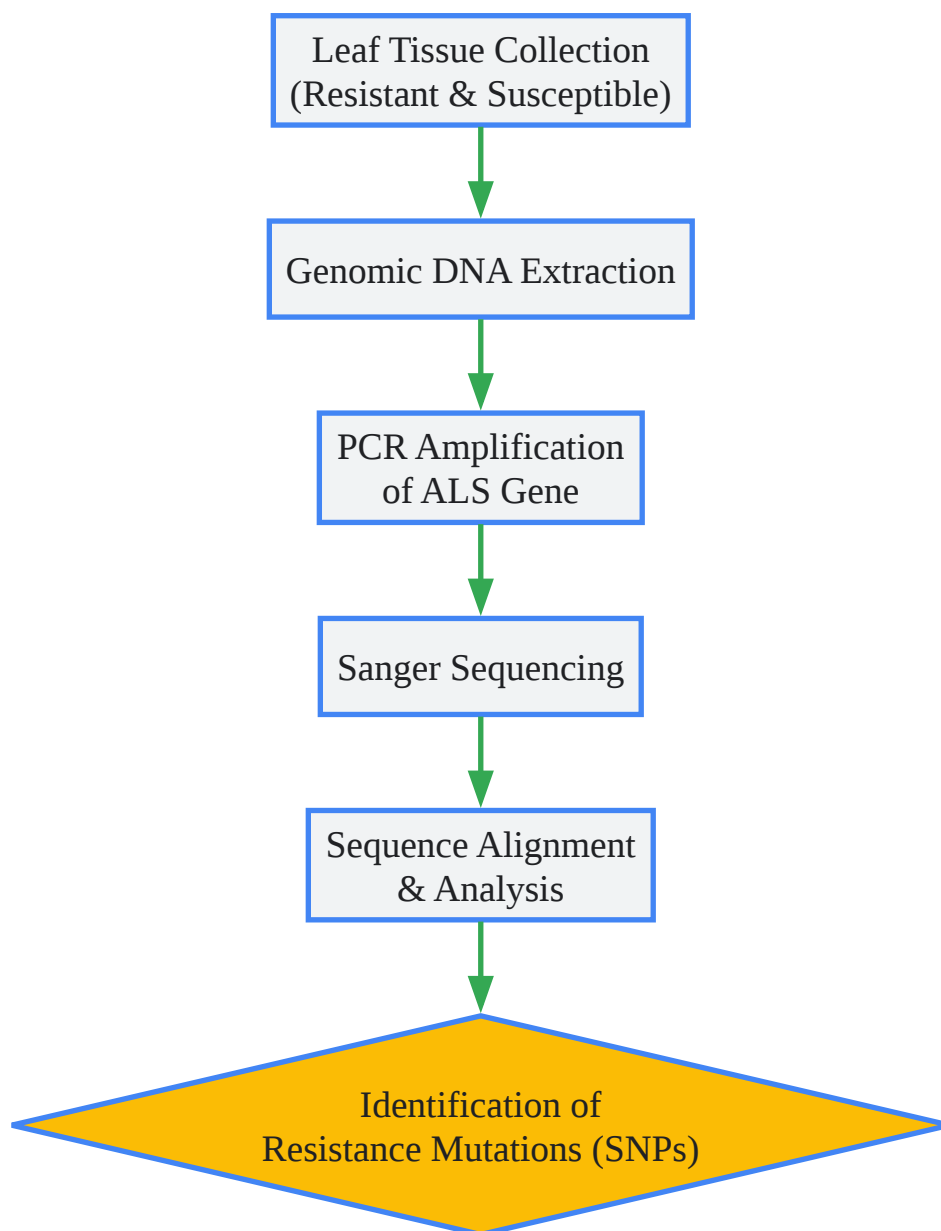 Leaf Tissue Collection
(Resistant & Susceptible)
Genomic DNA Extraction
PCR Amplification
of ALS Gene
Sanger Sequencing
Sequence Alignment
& Analysis
Identification of
Resistance Mutations (SNPs)